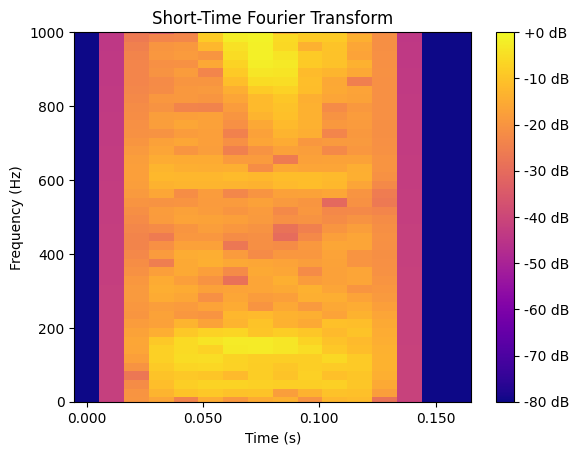 Short-Time Fourier Transform
1000
800
600
400
200
0
Frequency (Hz)
0.000
0.050
0.100
0.150
Time (s)
+0 dB
-10 dB
-20 dB
-30 dB
-40 dB
-50 dB
-60 dB
-70 dB
-80 dB